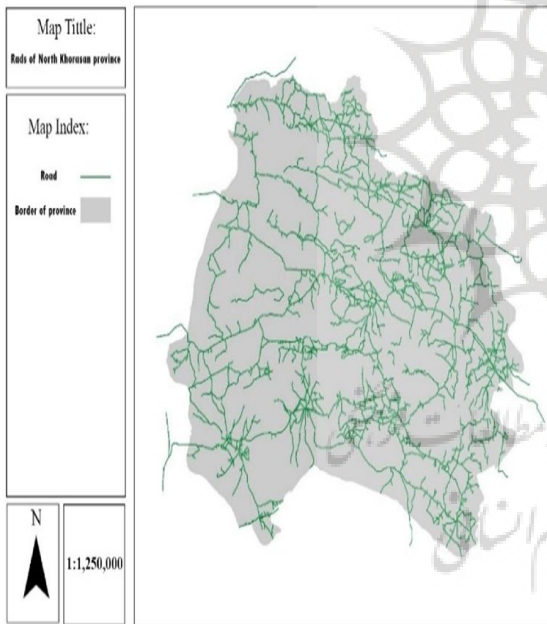 Map Tittle:
Rads of North Khorasan province
Map Index:
Road
Border of province
N
1:1,250,000